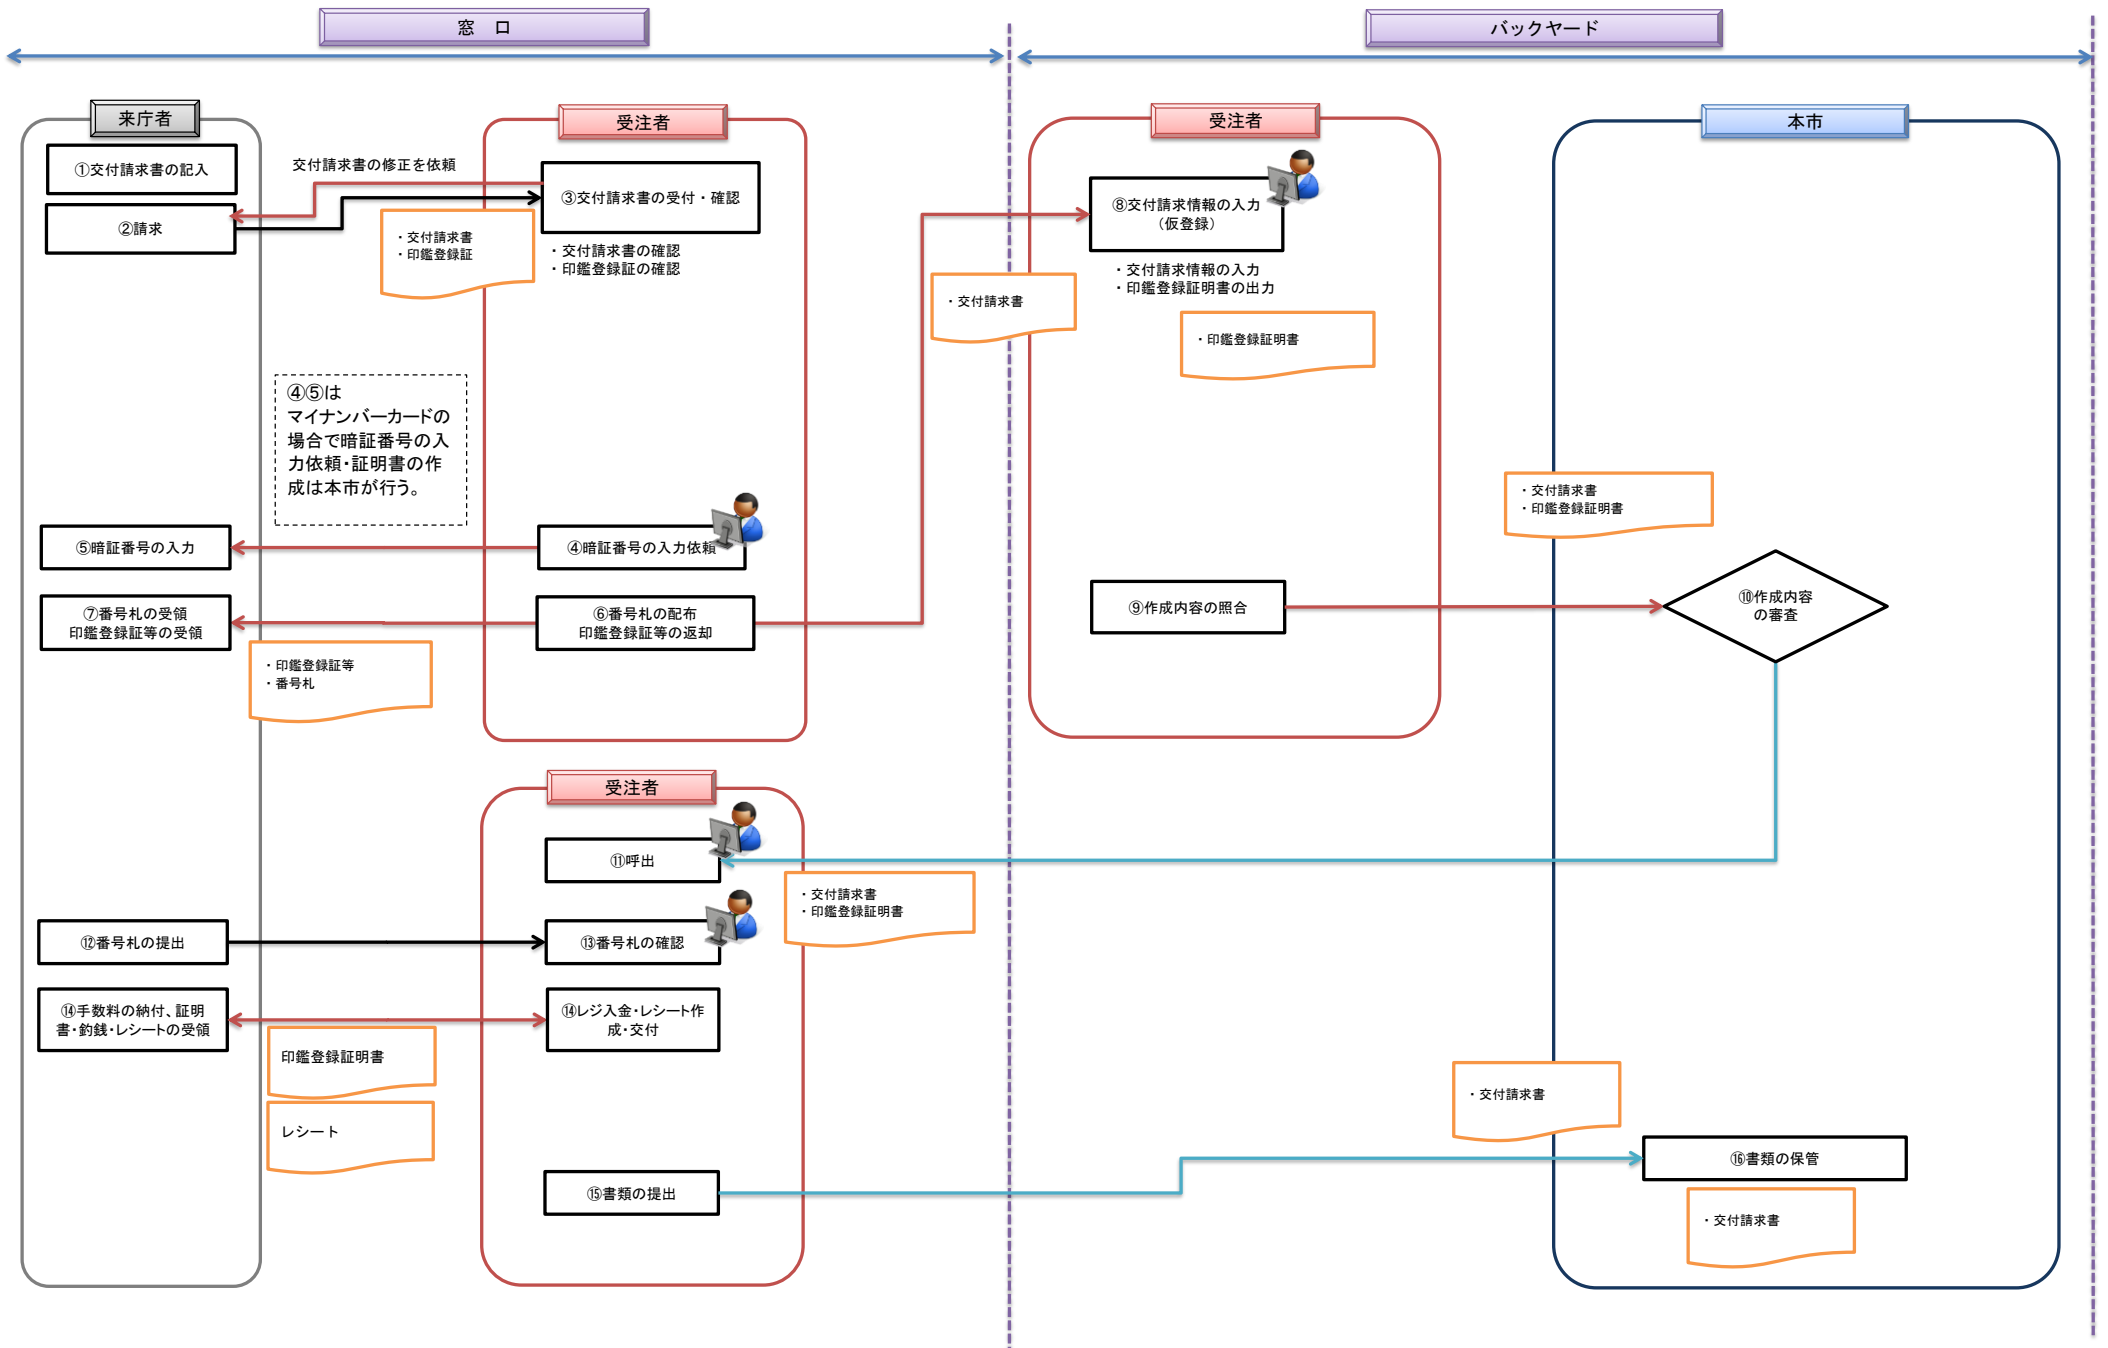 窓　口
バックヤード
来庁者
受注者
受注者
本市
①交付請求書の記入
②請求
交付請求書の修正を依頼
③交付請求書の受付・確認
・交付請求書
・印鑑登録証
・交付請求書の確認
・印鑑登録証の確認
⑧交付請求情報の入力
（仮登録）
・交付請求情報の入力
・印鑑登録証明書の出力
・交付請求書
・印鑑登録証明書
④⑤は
マイナンバーカードの
場合で暗証番号の入
力依頼・証明書の作
成は本市が行う。
・交付請求書
・印鑑登録証明書
⑤暗証番号の入力
④暗証番号の入力依頼
⑦番号札の受領
印鑑登録証等の受領
⑥番号札の配布
印鑑登録証等の返却
⑨作成内容の照合
⑩作成内容
の審査
・印鑑登録証等
・番号札
受注者
⑪呼出
・交付請求書
・印鑑登録証明書
⑫番号札の提出
⑬番号札の確認
⑭手数料の納付、証明
書・釣銭・レシートの受領
⑭レジ入金・レシート作
成・交付
印鑑登録証明書
レシート
・交付請求書
⑮書類の提出
⑯書類の保管
・交付請求書